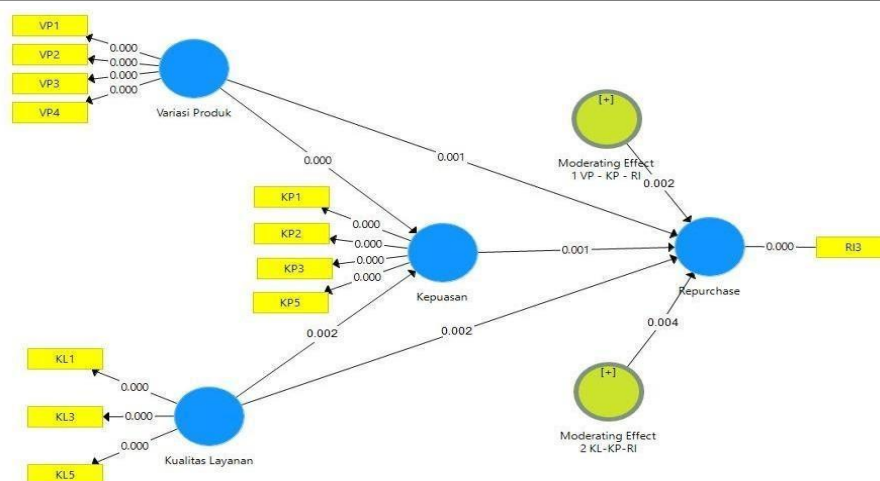 VP1
VP2
VP3
VP4
0.000
0.000
0.000
0.000
Variasi Produk
0.000
0.001
[+]
Moderating Effect
1 VP - KP - RI
0.002
KP1
KP2
KP3
KP5
0.000
0.000
0.000
0.000
Kepuasan
0.001
Repurchase
0.000
RI3
0.002
0.002
0.004
[+]
Moderating Effect
2 KL-KP-RI
KL1
KL3
KL5
0.000
0.000
0.000
Kualitas Layanan